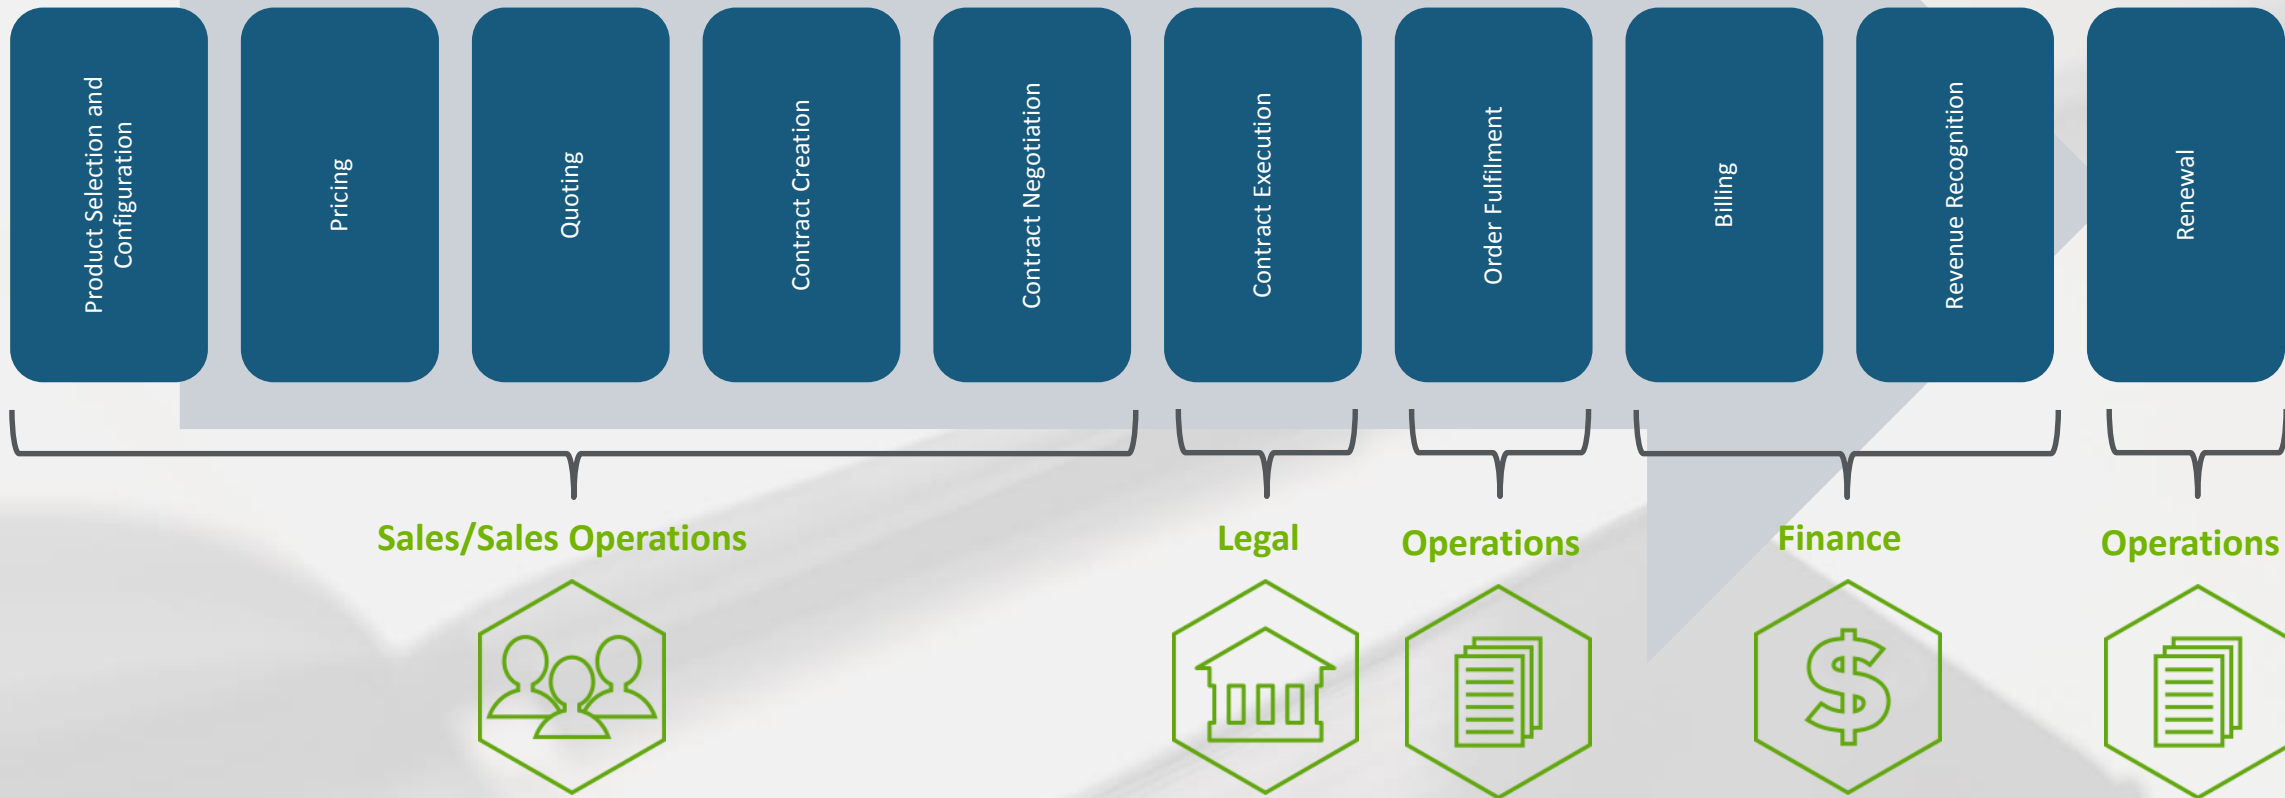 Product Selection and
Configuration
Pricing
Quoting
Contract Creation
Contract Negotiation
Contract Execution
Order Fulfilment
Billing
Revenue Recognition
Renewal
Sales/Sales Operations
Legal
Operations
Finance
Operations
$